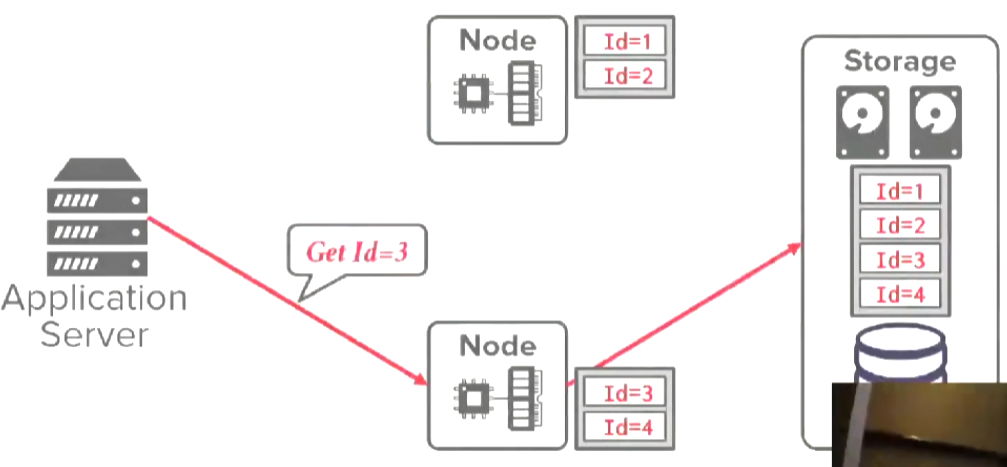 Node
Id=1
Id=2
Storage
Id=1
Id=2
Id=3
Id=4
Get Id=3
Application
Server
Node
Id=3
Id=4